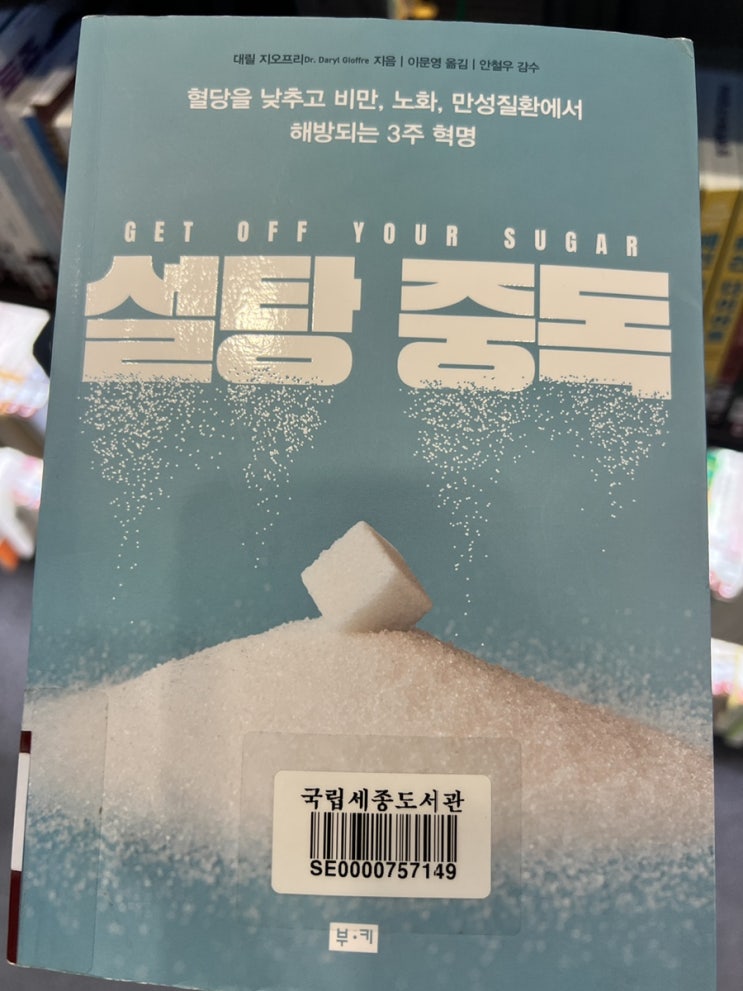 대릴 지오프리Dr. Daryl Gioffre 지음 | 이문영 옮김 | 안철우 감수
혈당을 낮추고 비만, 노화, 만성질환에서
해방되는 3주 혁명
GET OFF YOUR SUGAR
설탕 중독
국립세종도서관
SE0000757149
부·키